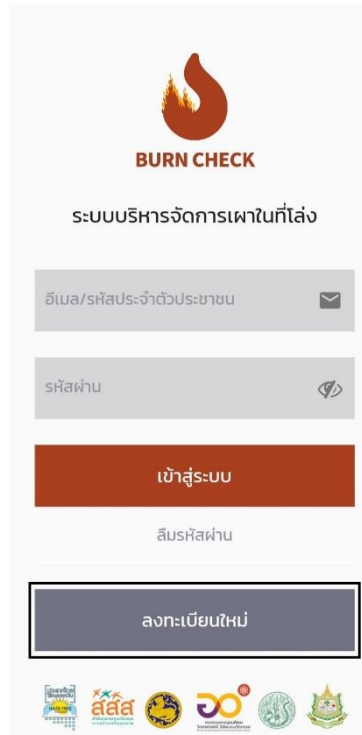 BURN CHECK
ระบบบริหารจัดการเผาในที่โล่ง
อีเมล/รหัสประจำตัวประชาชน
รหัสผ่าน
เข้าสู่ระบบ
ลืมรหัสผ่าน
ลงทะเบียนใหม่
สสส